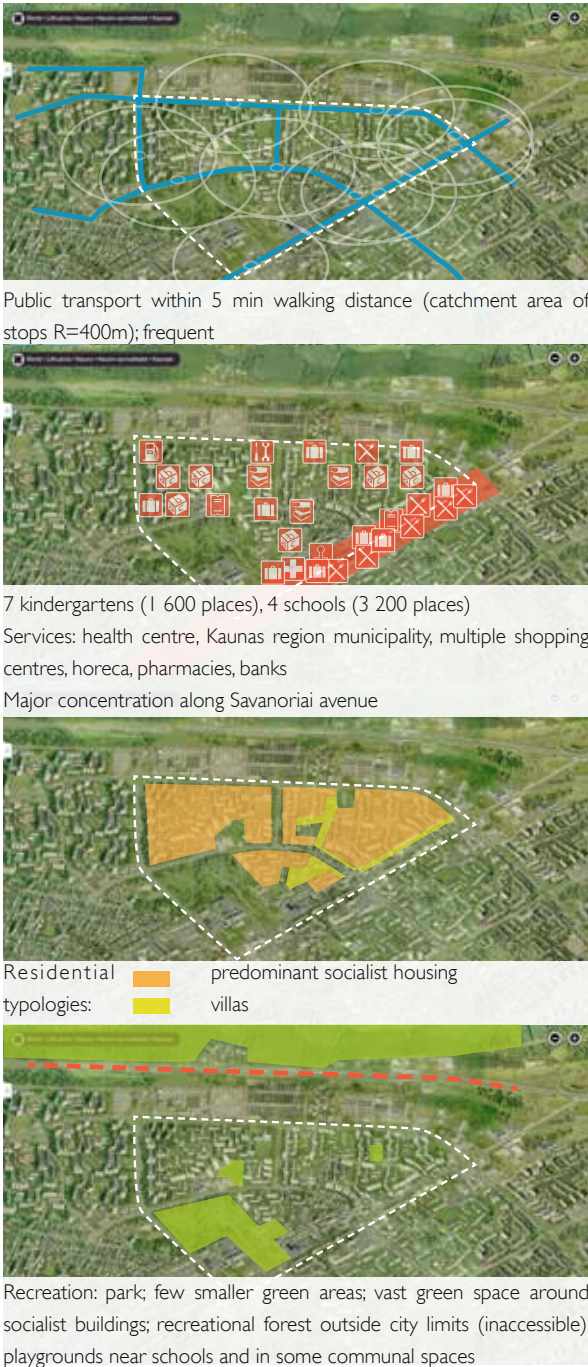 Public transport within 5 min walking distance (catchment area of
stops R=400m); frequent
7 kindergartens (1 600 places), 4 schools (3 200 places)
Services: health centre, Kaunas region municipality, multiple shopping
centres, horeca, pharmacies, banks
Major concentration along Savanoriai avenue
Residential predominant socialist housing
typologies: villas
Recreation: park; few smaller green areas; vast green space around
socialist buildings; recreational forest outside city limits (inaccessible)
playgrounds near schools and in some communal spaces